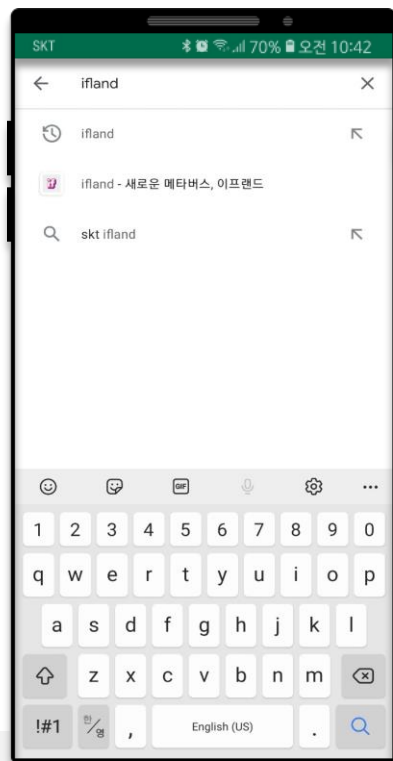 SKT 70% 오전 10:42
ifland
ifland
ifland - 새로운 메타버스, 이프랜드
skt ifland
GIF
1 2 3 4 5 6 7 8 9 0
q w e r t y u i o p
a s d f g h j k l
z x c v b n m
!#1 한/영 , English (US) .